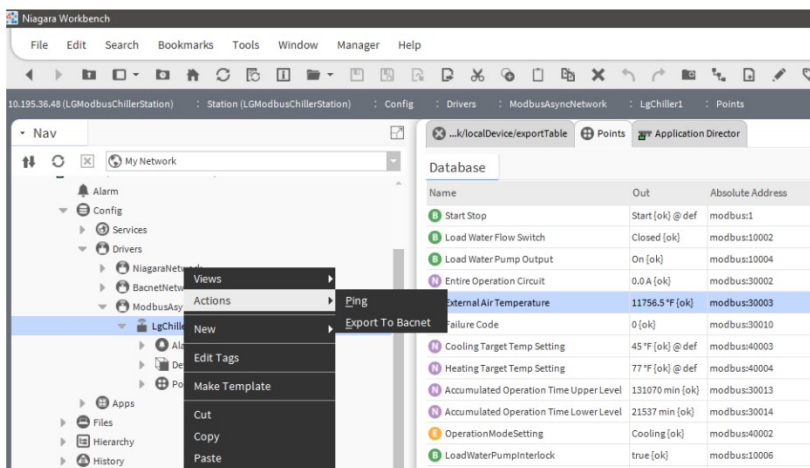 Niagara Workbench
File Edit Search Bookmarks Tools Window Manager Help
10.195.36.48 (LGModbusChillerStation) : Station (LGModbusChillerStation) : Config : Drivers : ModbusAsyncNetwork : LgChiller1 : Points
Nav
My Network
Alarm
Config
Services
Drivers
NiagaraNetw
BacnetNetw
ModbusAsy
LgChille
Ala
De
Po
Apps
Files
Hierarchy
History
Views
Actions
New
Edit Tags
Make Template
Cut
Copy
Paste
Ping
Export To Bacnet
...k/localDevice/exportTable Points Application Director
Database
Name Out Absolute Address
Start Stop Start {ok} @ def modbus:1
Load Water Flow Switch Closed {ok} modbus:10002
Load Water Pump Output On {ok} modbus:10004
Entire Operation Circuit 0.0 A {ok} modbus:30002
External Air Temperature 11756.5 °F {ok} modbus:30003
Failure Code 0 {ok} modbus:30010
Cooling Target Temp Setting 45 °F {ok} @ def modbus:40003
Heating Target Temp Setting 77 °F {ok} @ def modbus:40004
Accumulated Operation Time Upper Level 131070 min {ok} modbus:30013
Accumulated Operation Time Lower Level 21537 min {ok} modbus:30014
OperationModeSetting Cooling {ok} modbus:40002
LoadWaterPumpInterlock true {ok} modbus:10006